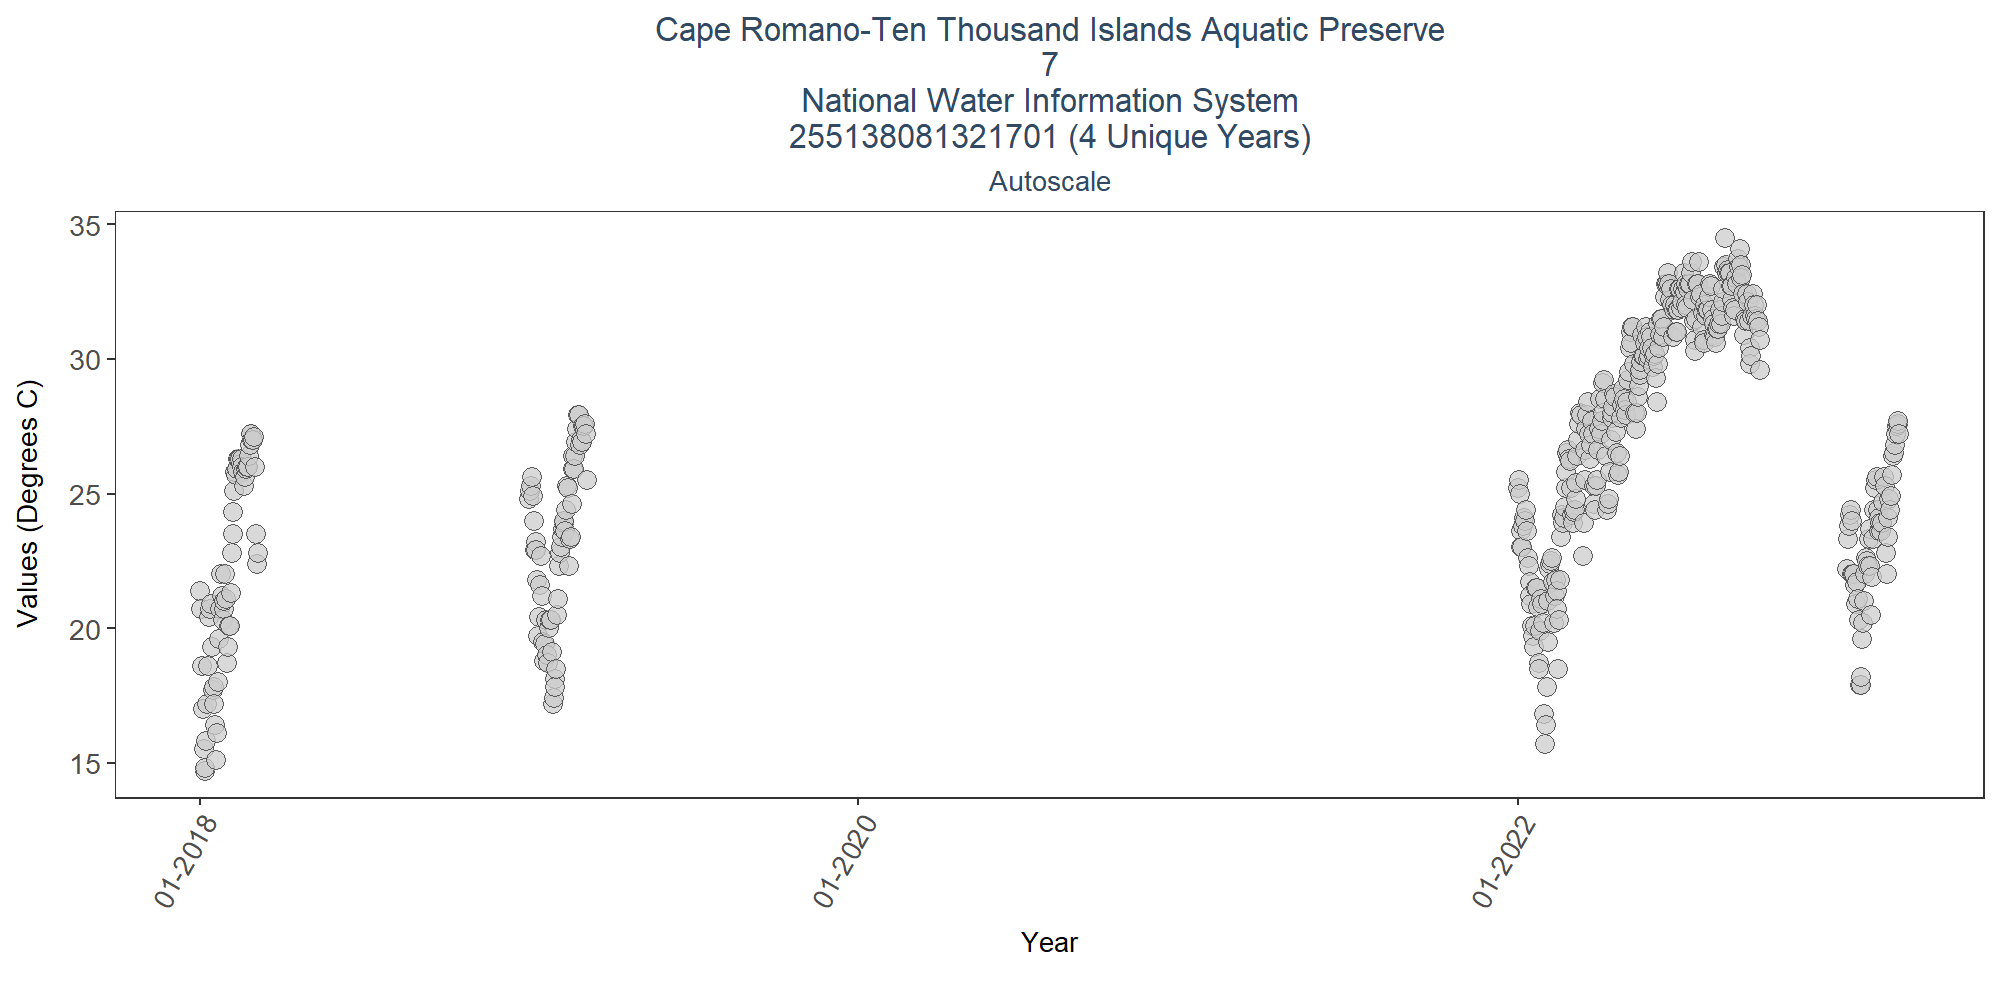 Cape Romano-Ten Thousand Islands Aquatic Preserve
7
National Water Information System
255138081321701 (4 Unique Years)
Autoscale
35
30
25
20
15
Values (Degrees C)
01-2018
01-2020
01-2022
Year